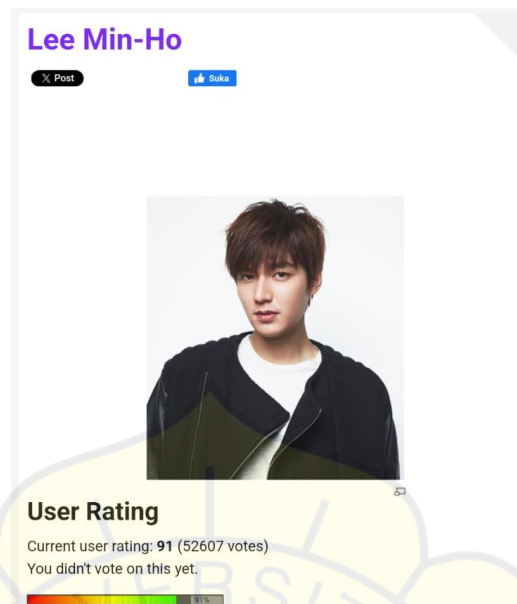 Lee Min-Ho
Post
Suka
User Rating
Current user rating: 91 (52607 votes)
You didn't vote on this yet.
91%
ERSI